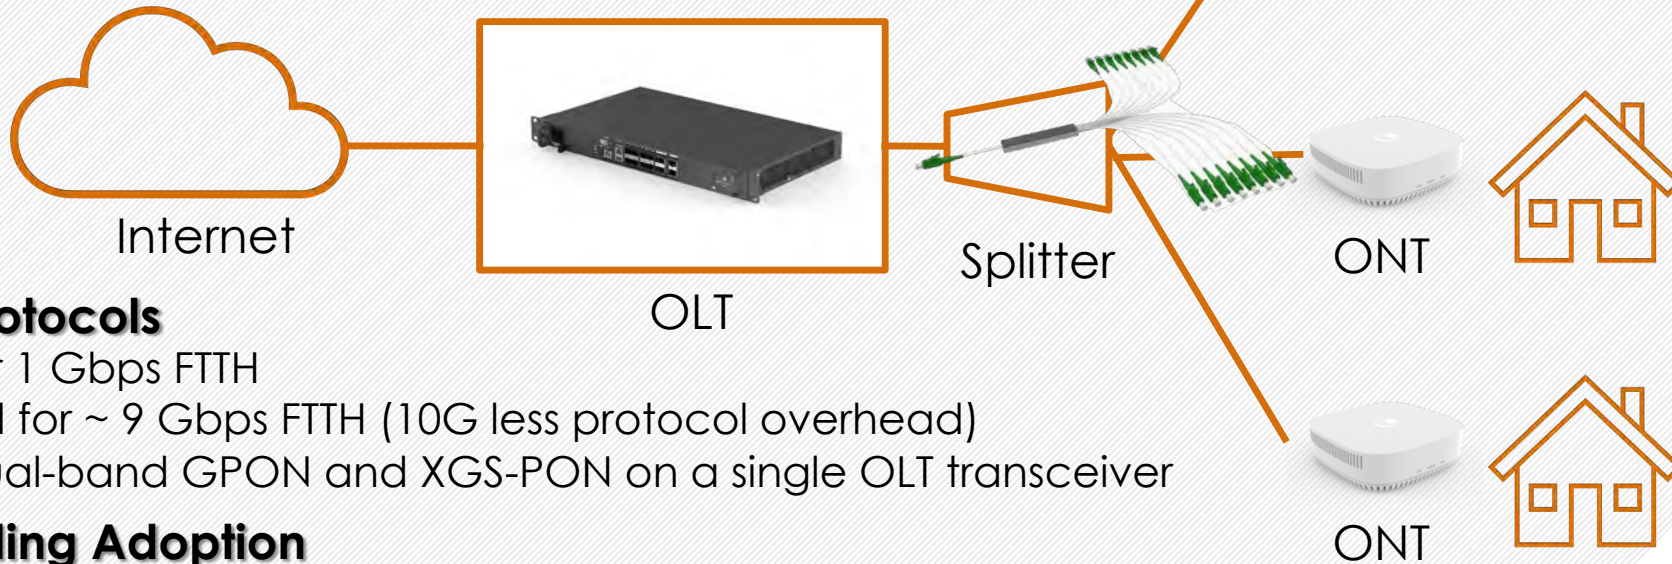 Internet
OLT
Splitter
ONT
otocols
1 Gbps FTTH
for ~ 9 Gbps FTTH (10G less protocol overhead)
al-band GPON and XGS-PON on a single OLT transceiver
ling Adoption
ONT